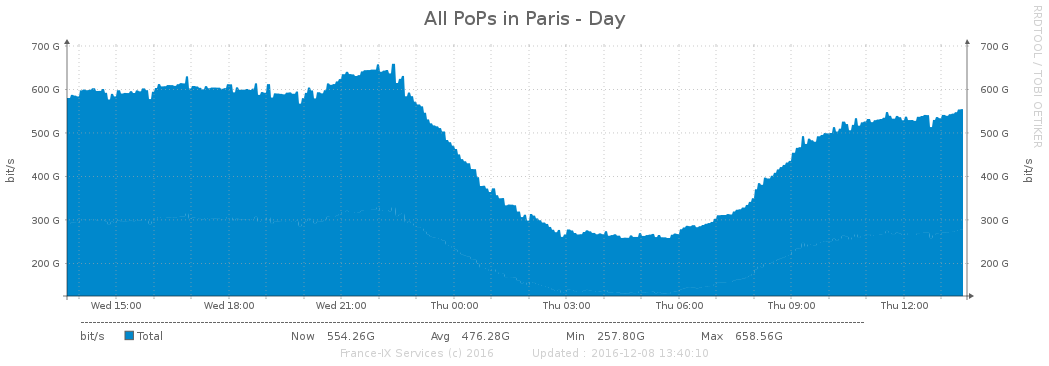 All PoPs in Paris - Day
RRDTOOL / TOBI OETIKER
700 G 700 G
600 G 600 G
500 G 500 G
400 G 400 G
300 G 300 G
200 G 200 G
bit/s bit/s
Wed 15:00 Wed 18:00 Wed 21:00 Thu 00:00 Thu 03:00 Thu 06:00 Thu 09:00 Thu 12:00
bit/s Total Now 554.26G Avg 476.28G Min 257.80G Max 658.56G
France-IX Services (c) 2016 Updated : 2016-12-08 13:40:10